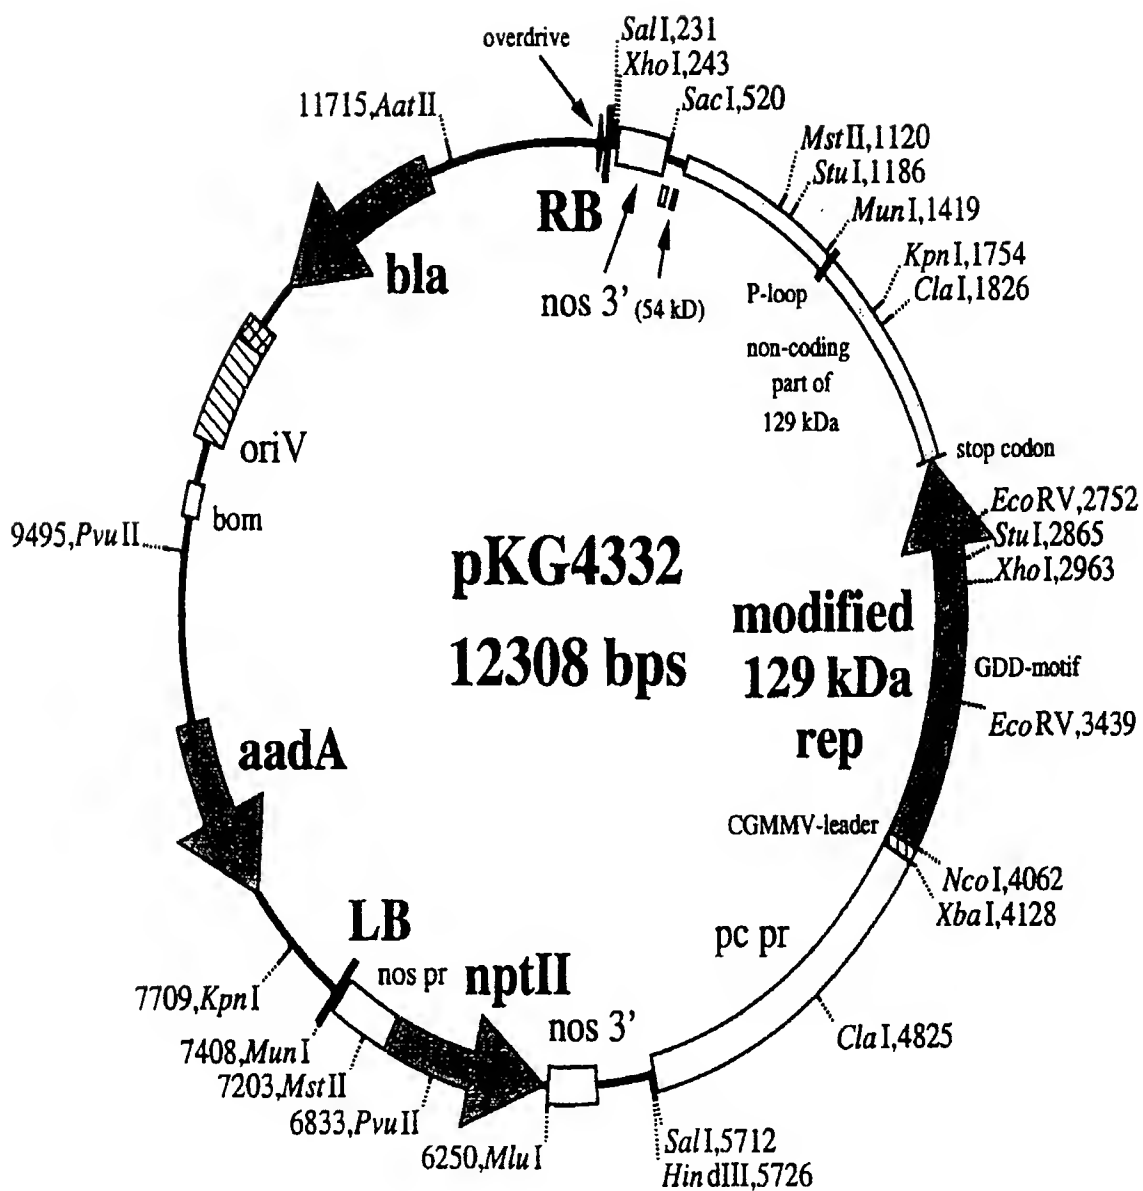 overdrive
SalI,231
XhoI,243
SacI,520
11715,AatII
MstII,1120
StuI,1186
MunI,1419
KpnI,1754
ClaI,1826
RB
bla
nos 3' (54 kD)
P-loop
non-coding
part of
129 kDa
stop codon
oriV
bom
9495,PvuII
EcoRV,2752
StuI,2865
XhoI,2963
pKG4332
12308 bps
modified
129 kDa
rep
GDD-motif
EcoRV,3439
aadA
CGMMV-leader
NcoI,4062
XbaI,4128
LB
nos pr
nptII
nos 3'
pc pr
7709,KpnI
7408,MunI
7203,MstII
6833,PvuII
6250,MluI
ClaI,4825
SalI,5712
HindIII,5726